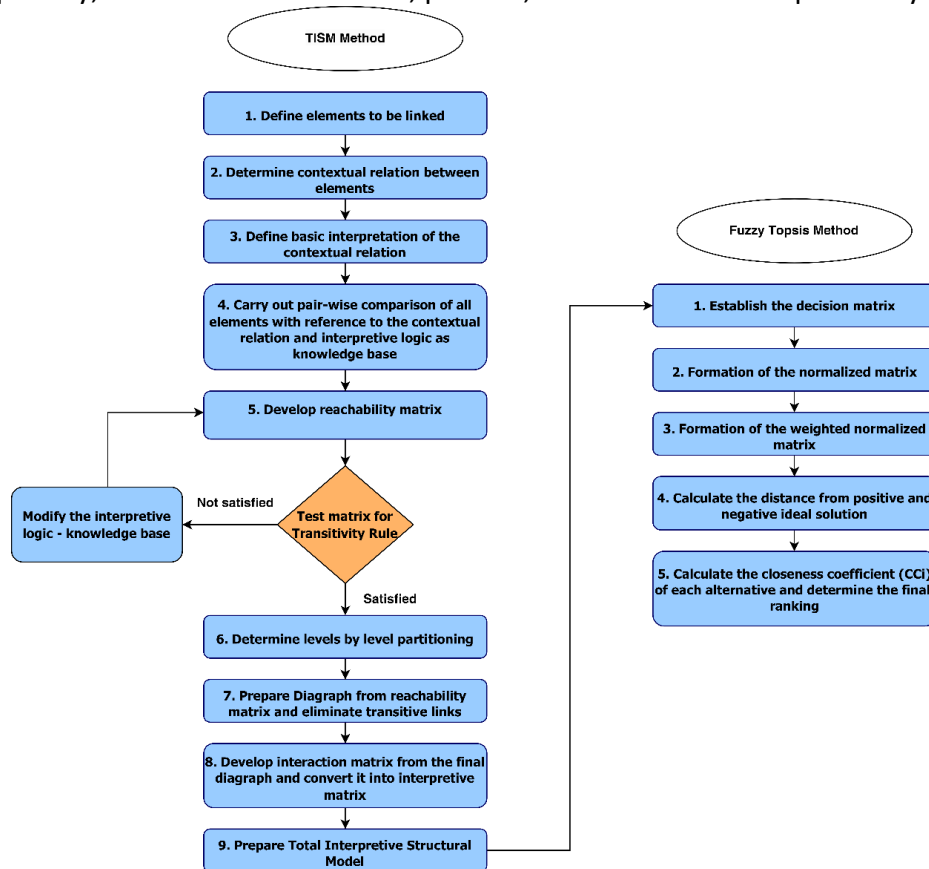 TISM Method
1. Define elements to be linked
2. Determine contextual relation between
elements
3. Define basic interpretation of the
contextual relation
4. Carry out pair-wise comparison of all
elements with reference to the contextual
relation and interpretive logic as
knowledge base
5. Develop reachability matrix
Not satisfied
Modify the interpretive
logic - knowledge base
Test matrix for
Transitivity Rule
Satisfied
6. Determine levels by level partitioning
7. Prepare Diagraph from reachability
matrix and eliminate transitive links
8. Develop interaction matrix from the final
diagraph and convert it into interpretive
matrix
9. Prepare Total Interpretive Structural
Model
Fuzzy Topsis Method
1. Establish the decision matrix
2. Formation of the normalized matrix
3. Formation of the weighted normalized
matrix
4. Calculate the distance from positive and
negative ideal solution
5. Calculate the closeness coefficient (CCi)
of each alternative and determine the final
ranking